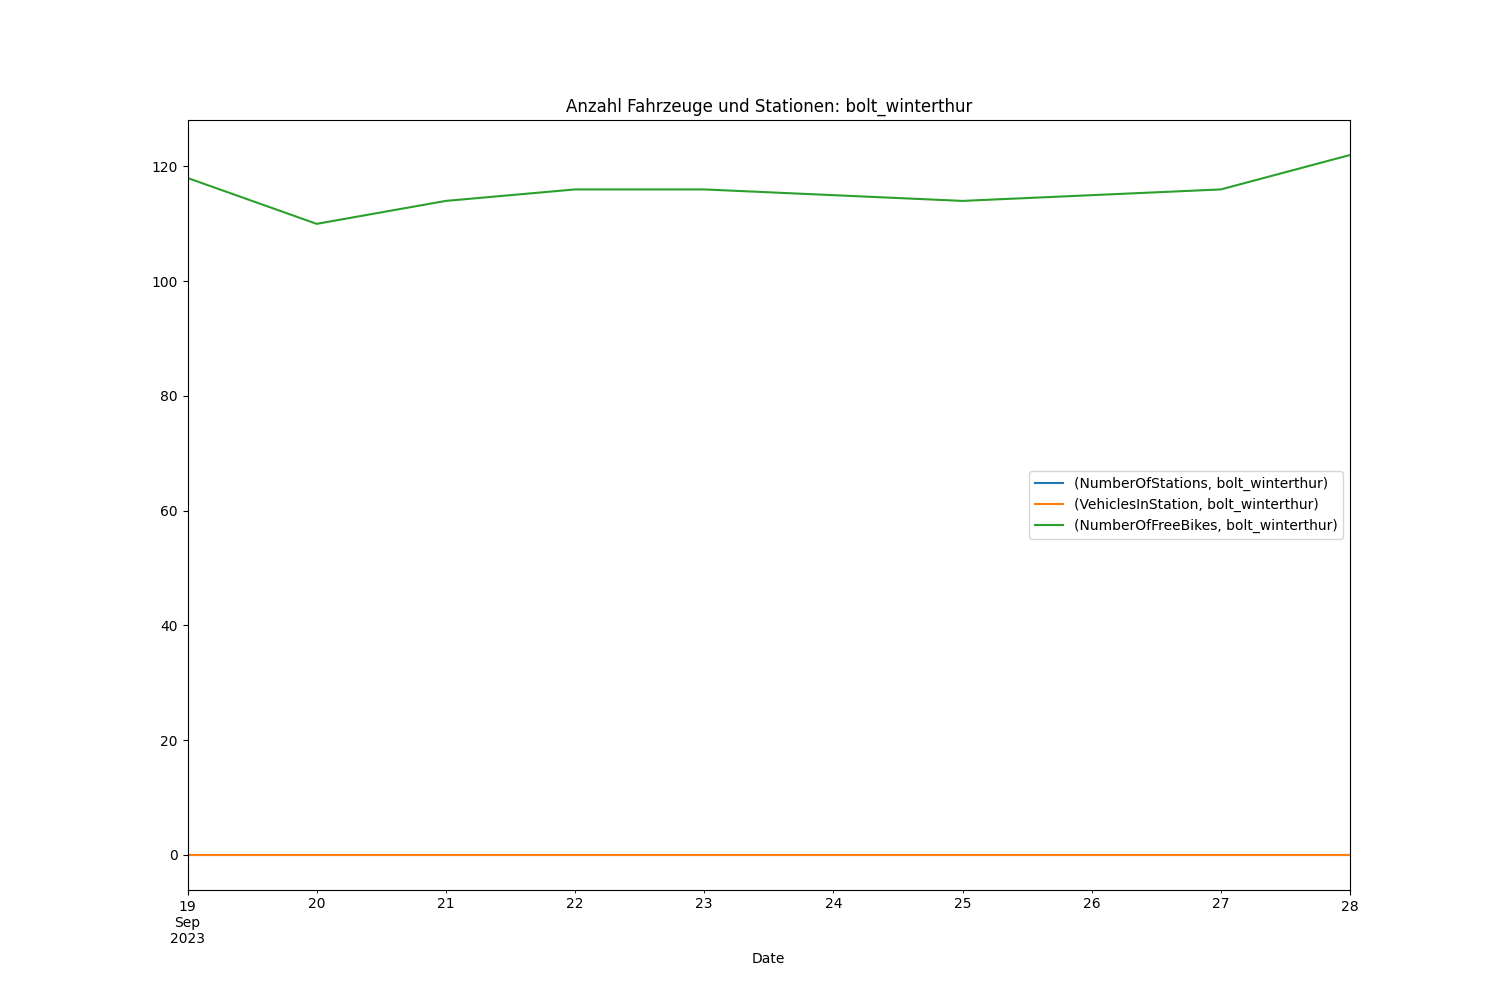 Anzahl Fahrzeuge und Stationen: bolt_winterthur
120
100
80
60
40
20
0
(NumberOfStations, bolt_winterthur)
(VehiclesInStation, bolt_winterthur)
(NumberOfFreeBikes, bolt_winterthur)
19 20 21 22 23 24 25 26 27 28
Sep
2023
Date